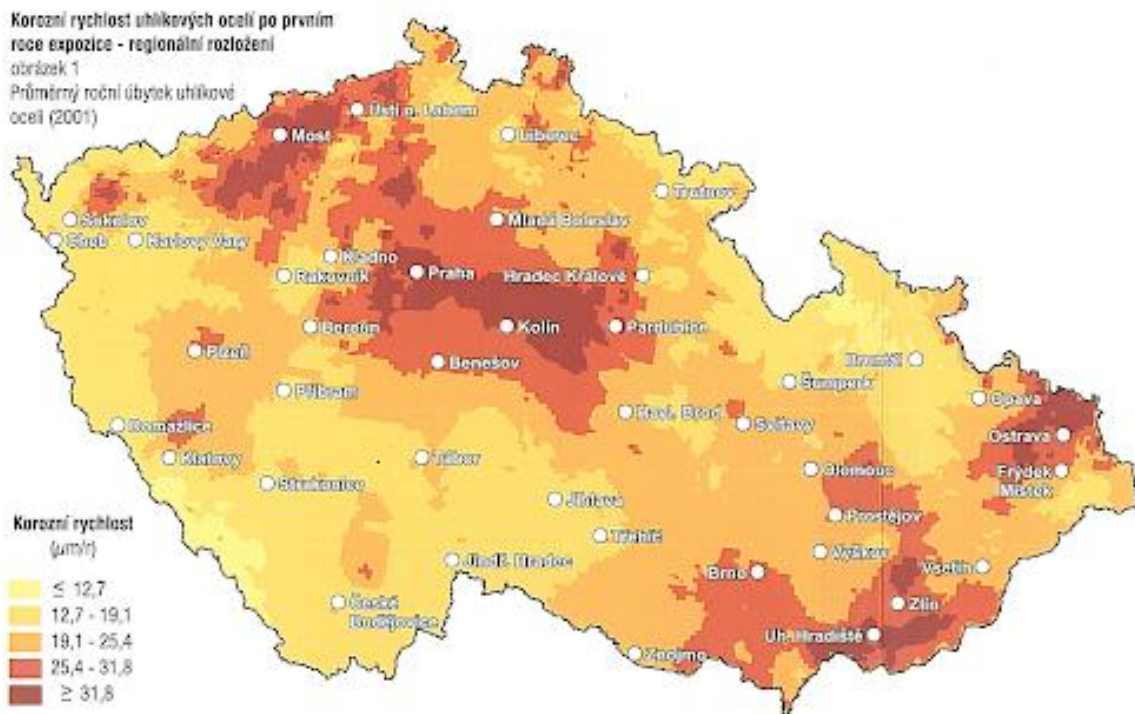 Korozní rychlost uhlíkových ocelí po prvním
roce expozice - regionální rozložení
obrázek 1
Průměrný roční úbytek uhlíkové
oceli (2001)
Ústí n. Labem
Most
Liberec
Trutnov
Sokolov
Mladá Boleslav
Cheb
Karlovy Vary
Kladno
Rakovník
Praha
Hradec Králové
Beroun
Kolín
Pardubice
Plzeň
Benešov
Bruntál
Příbram
Šumperk
Opava
Domažlice
Havl. Brod
Svitavy
Ostrava
Klatovy
Tábor
Olomouc
Frýdek
Místek
Strakonice
Jihlava
Prostějov
Třebíč
Vyškov
Jindř. Hradec
Brno
Vsetín
České
Budějovice
Zlín
Uh. Hradiště
Znojmo
Korozní rychlost
(µm/r)
≤ 12,7
12,7 - 19,1
19,1 - 25,4
25,4 - 31,8
≥ 31,8